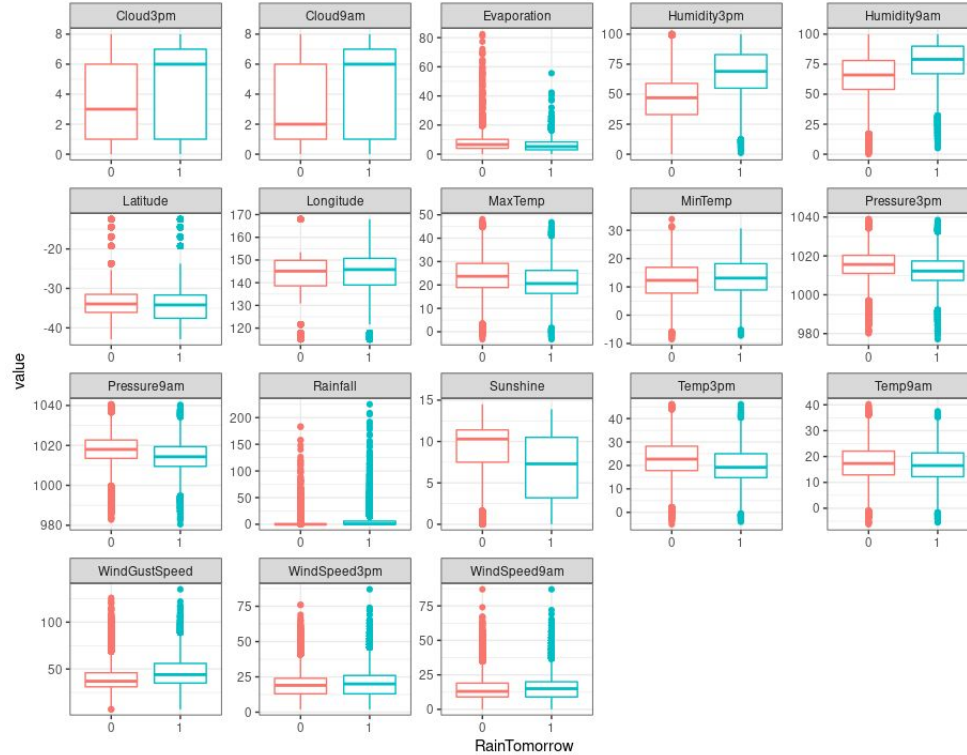 Cloud3pm Cloud9am Evaporation Humidity3pm Humidity9am
8 8 80 100 100
6 6 60 75 75
4 4 40 50 50
2 2 20 25 25
0 0 0 0 0
0 1 0 1 0 1 0 1 0 1
Latitude Longitude MaxTemp MinTemp Pressure3pm
-20 170 50 30 1040
-30 160 40 20 1020
-40 150 30 10 1000
140 20 0 980
130 10 -10
120 0
0 1 0 1 0 1 0 1 0 1
value
Pressure9am Rainfall Sunshine Temp3pm Temp9am
1040 200 15 40 40
1020 150 10 30 30
1000 100 5 20 20
980 50 0 10 10
0 0 0
0 1 0 1 0 1 0 1 0 1
WindGustSpeed WindSpeed3pm WindSpeed9am
100 75 75
50 50 50
25 25
0 0
0 1 0 1 0 1
RainTomorrow